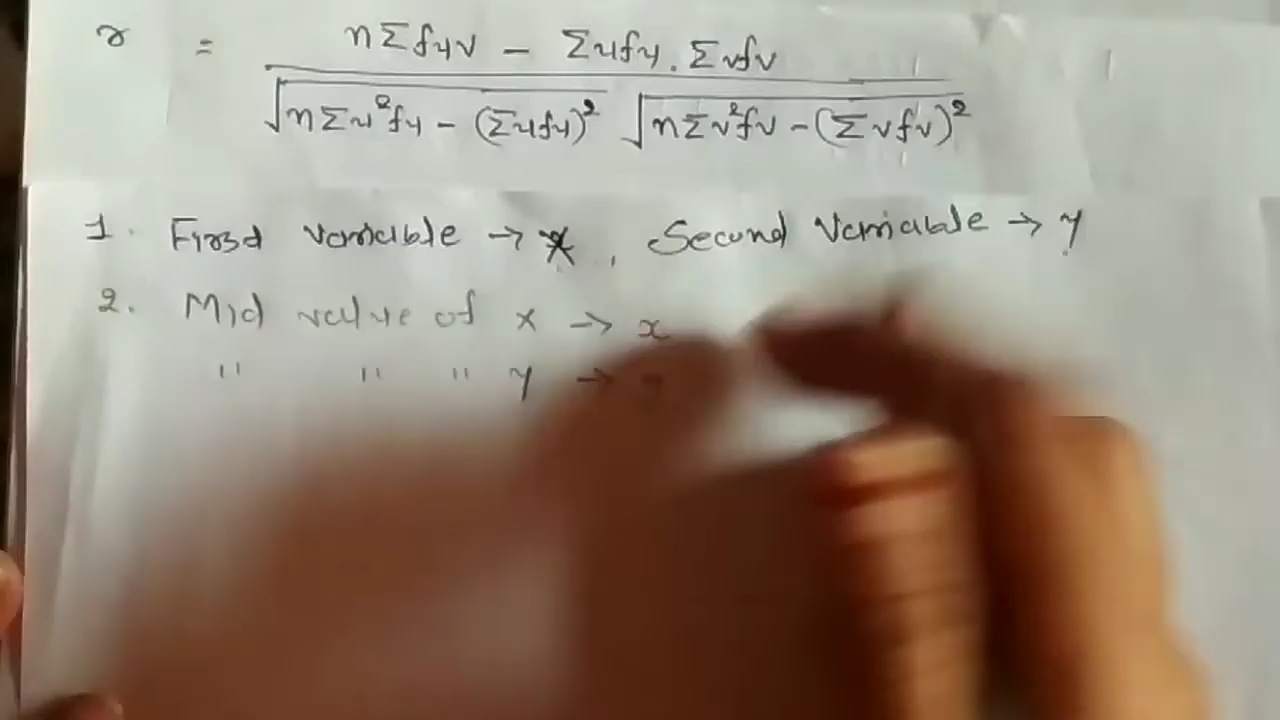 r = nΣfuv - Σufu . Σvfv
√nΣu²fu - (Σufu)² √nΣv²fv - (Σvfv)²
1. First variable → X, Second Variable → y
2. Mid value of x → x
" " " y →